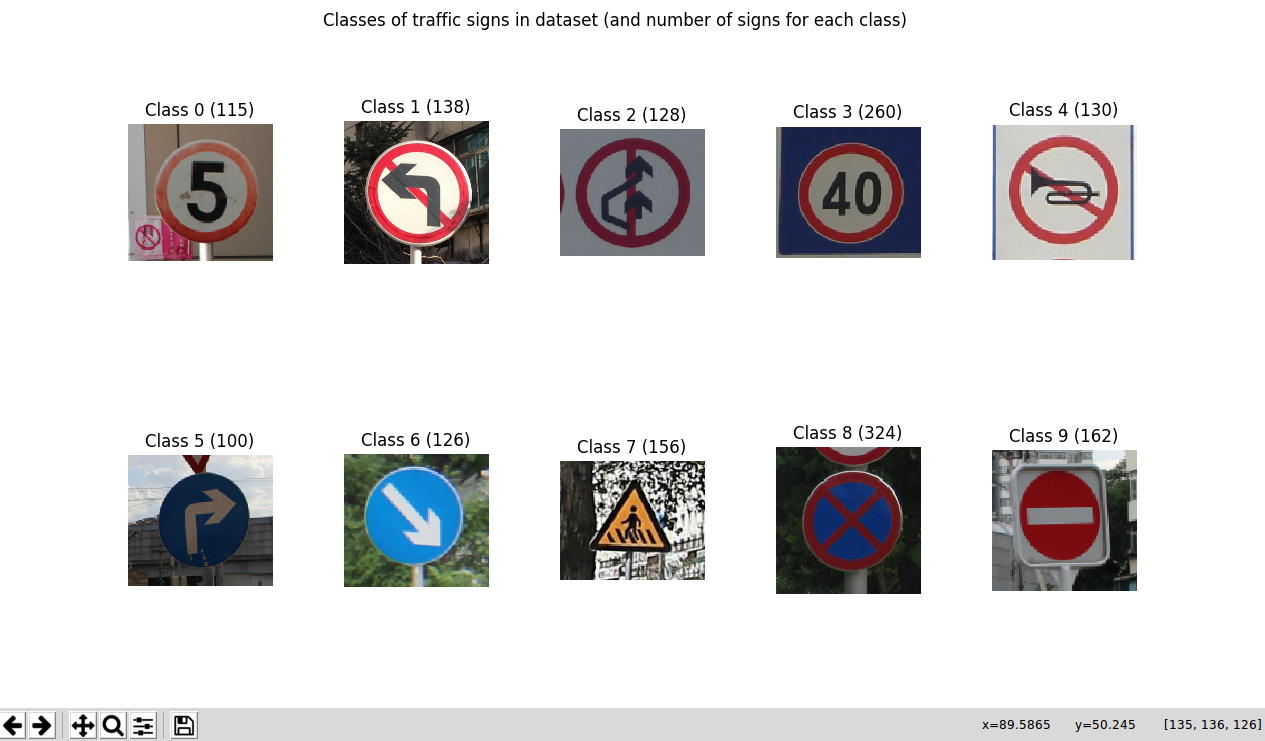 Classes of traffic signs in dataset (and number of signs for each class)
Class 0 (115)
Class 1 (138)
Class 2 (128)
Class 3 (260)
Class 4 (130)
5
40
Class 5 (100)
Class 6 (126)
Class 7 (156)
Class 8 (324)
Class 9 (162)
x=89.5865 y=50.245 [135, 136, 126]